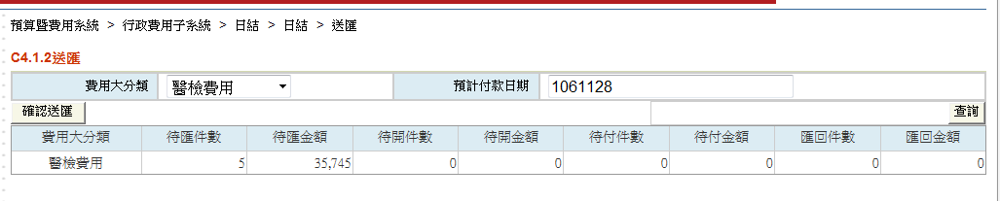 預算暨費用系統 > 行政費用子系統 > 日結 > 日結 > 送匯
C4.1.2送匯
費用大分類 醫檢費用 預計付款日期 1061128
確認送匯 查詢
費用大分類 待匯件數 待匯金額 待開件數 待開金額 待付件數 待付金額 匯回件數 匯回金額
醫檢費用 5 35,745 0 0 0 0 0 0